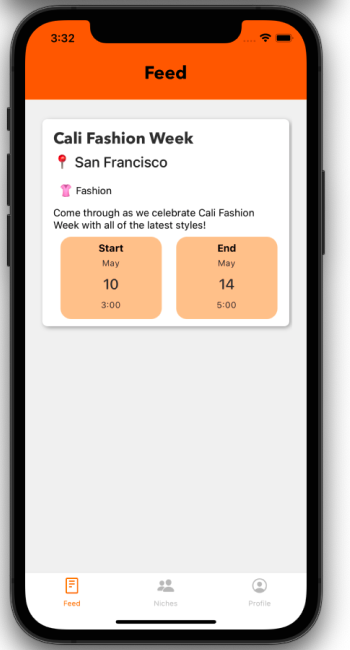 3:32
Feed
Cali Fashion Week
San Francisco
Fashion
Come through as we celebrate Cali Fashion
Week with all of the latest styles!
Start
End
May
May
10
14
3:00
5:00
Feed
Niches
Profile